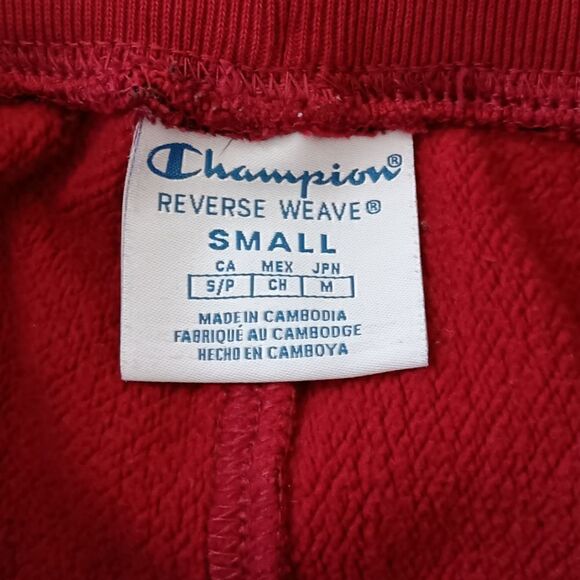 Champion®
REVERSE WEAVE®
SMALL
CA MEX JPN
S/P CH M
MADE IN CAMBODIA
FABRIQUÉ AU CAMBODGE
HECHO EN CAMBOYA